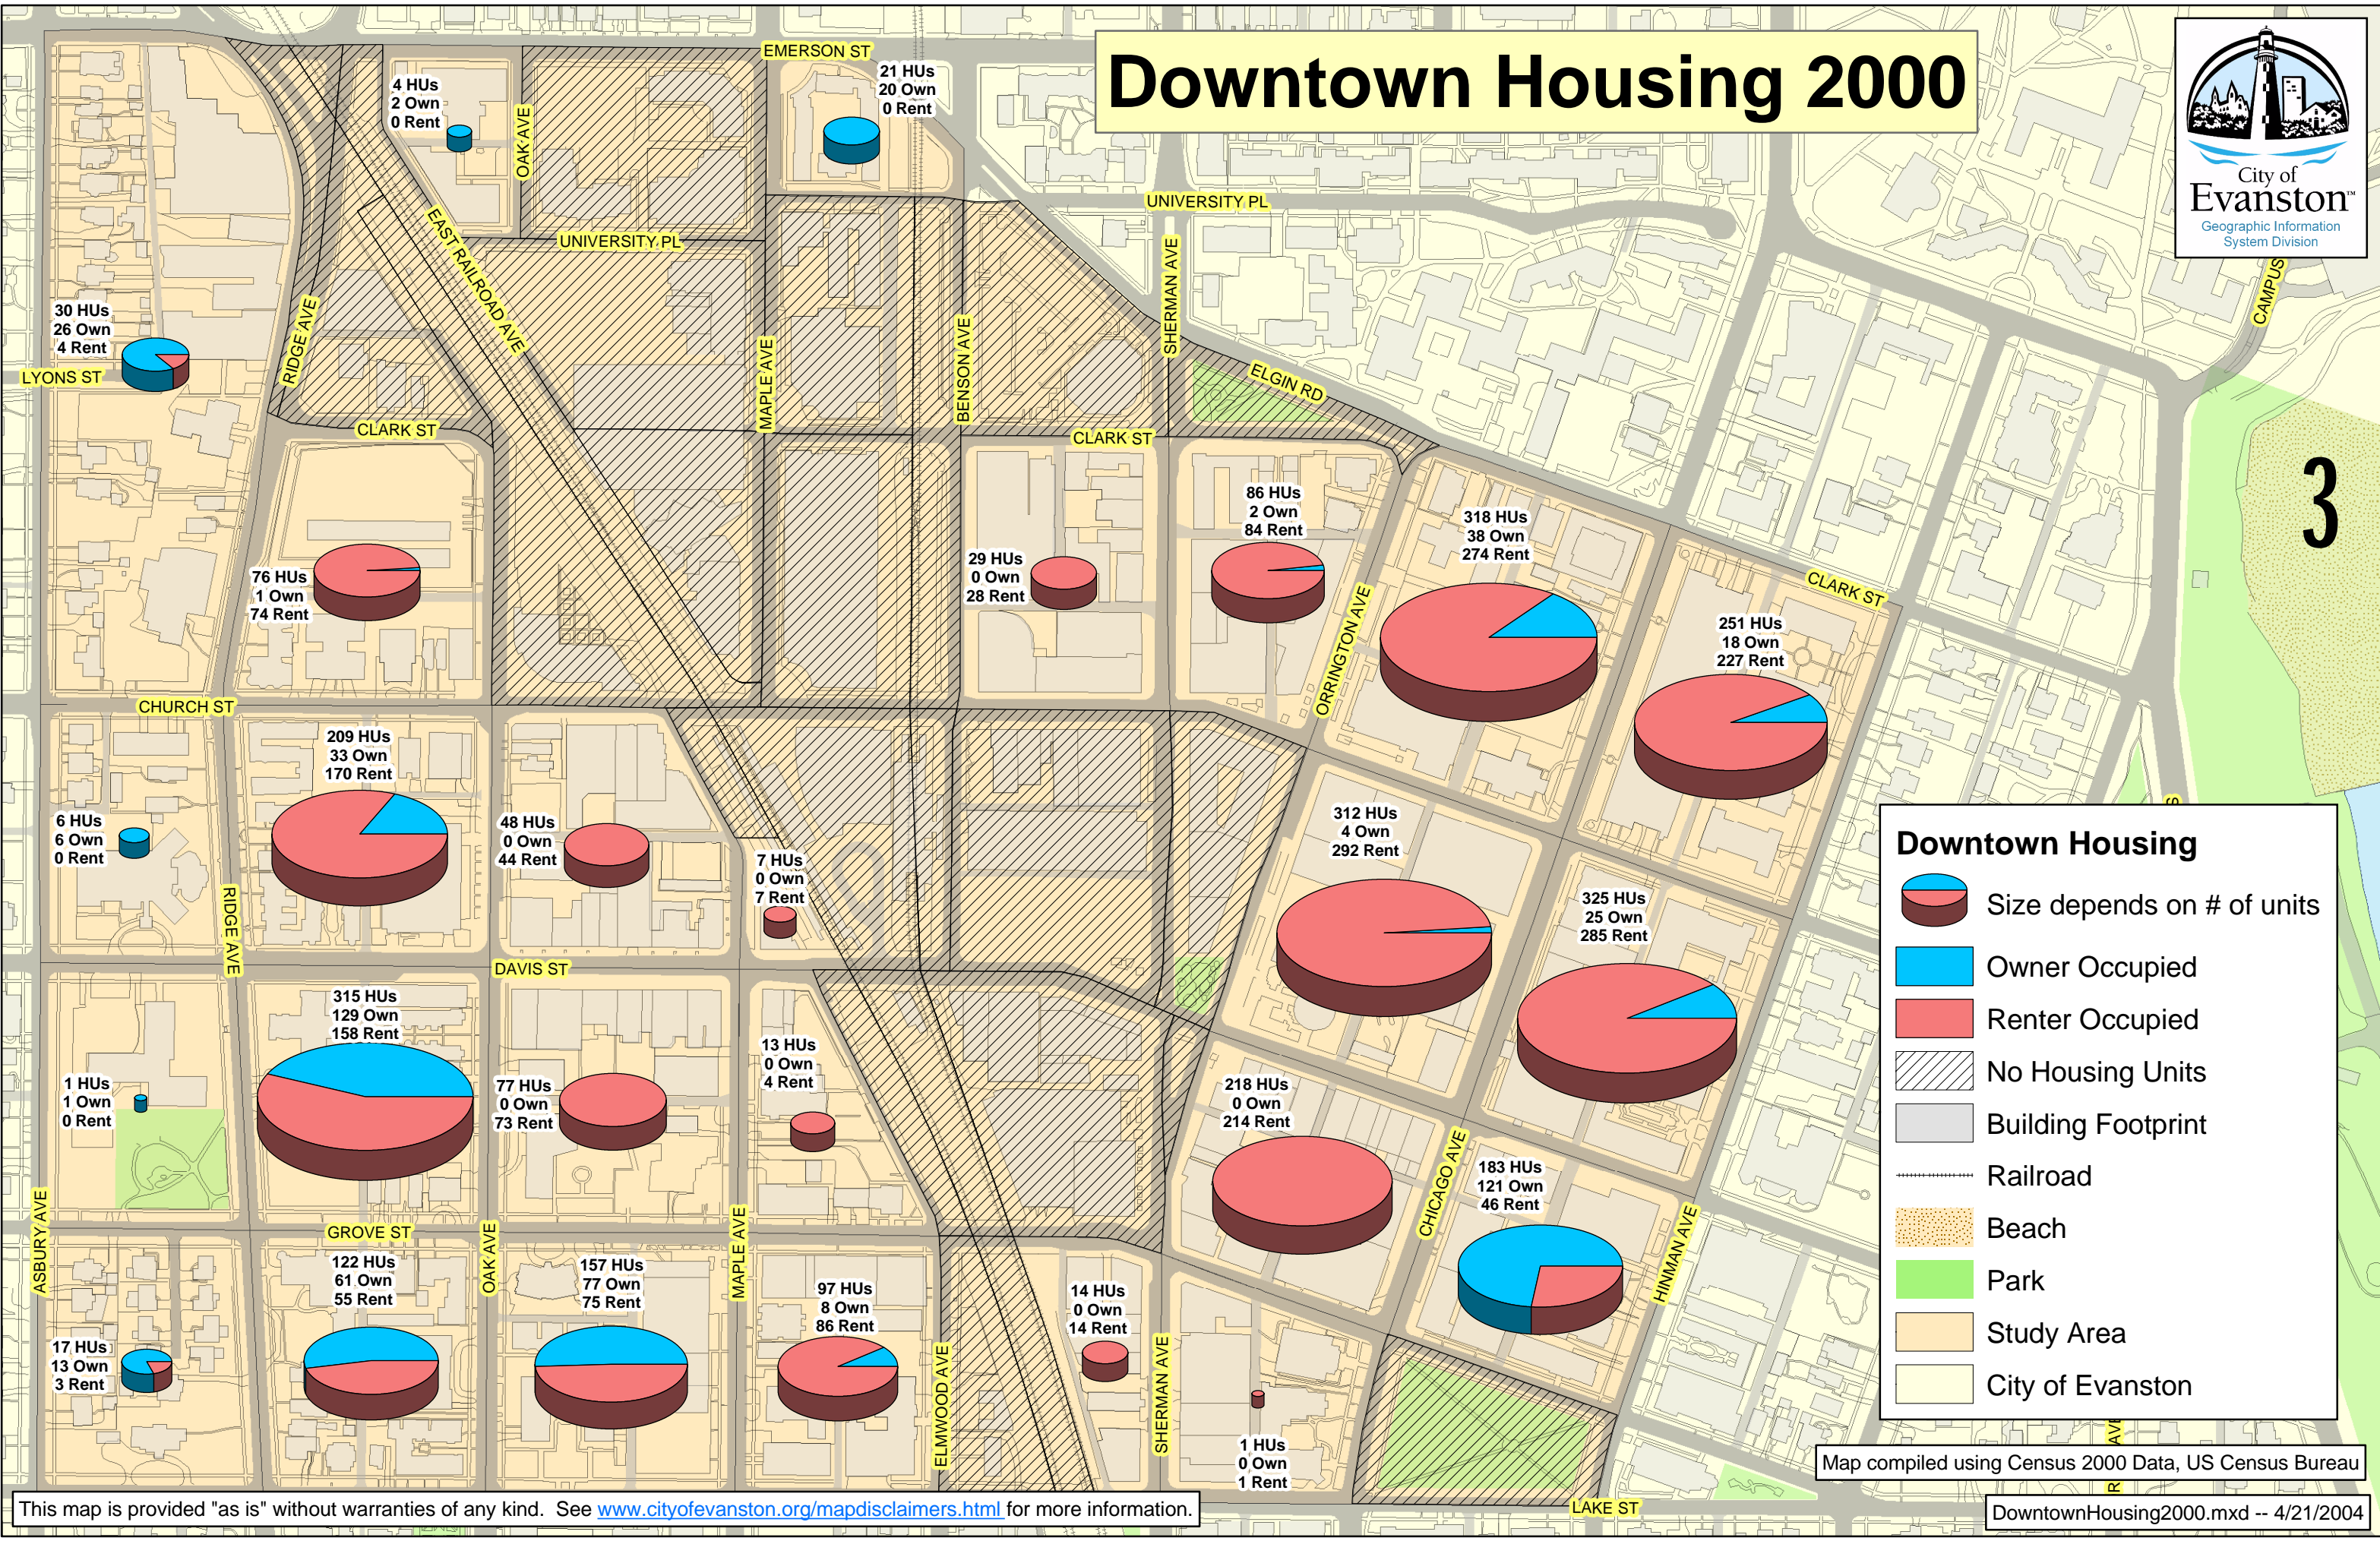 Downtown Housing 2000
City of
Evanston™
Geographic Information
System Division
EMERSON ST
4 HUs
2 Own
0 Rent
21 HUs
20 Own
0 Rent
OAK AVE
UNIVERSITY PL
UNIVERSITY PL
EAST RAILROAD AVE
SHERMAN AVE
CAMPUS
30 HUs
26 Own
4 Rent
LYONS ST
RIDGE AVE
MAPLE AVE
BENSON AVE
ELGIN RD
CLARK ST
CLARK ST
3
86 HUs
2 Own
84 Rent
318 HUs
38 Own
274 Rent
29 HUs
0 Own
28 Rent
76 HUs
1 Own
74 Rent
CLARK ST
ORRINGTON AVE
251 HUs
18 Own
227 Rent
CHURCH ST
209 HUs
33 Own
170 Rent
6 HUs
6 Own
0 Rent
48 HUs
0 Own
44 Rent
7 HUs
0 Own
7 Rent
312 HUs
4 Own
292 Rent
325 HUs
25 Own
285 Rent
RIDGE AVE
DAVIS ST
315 HUs
129 Own
158 Rent
1 HUs
1 Own
0 Rent
77 HUs
0 Own
73 Rent
13 HUs
0 Own
4 Rent
218 HUs
0 Own
214 Rent
183 HUs
121 Own
46 Rent
CHICAGO AVE
HINMAN AVE
ASBURY AVE
GROVE ST
OAK AVE
MAPLE AVE
122 HUs
61 Own
55 Rent
157 HUs
77 Own
75 Rent
97 HUs
8 Own
86 Rent
14 HUs
0 Own
14 Rent
17 HUs
13 Own
3 Rent
ELMWOOD AVE
SHERMAN AVE
1 HUs
0 Own
1 Rent
LAKE ST
Downtown Housing
Size depends on # of units
Owner Occupied
Renter Occupied
No Housing Units
Building Footprint
Railroad
Beach
Park
Study Area
City of Evanston
S
R AVE
Map compiled using Census 2000 Data, US Census Bureau
This map is provided "as is" without warranties of any kind. See www.cityofevanston.org/mapdisclaimers.html for more information.
DowntownHousing2000.mxd -- 4/21/2004